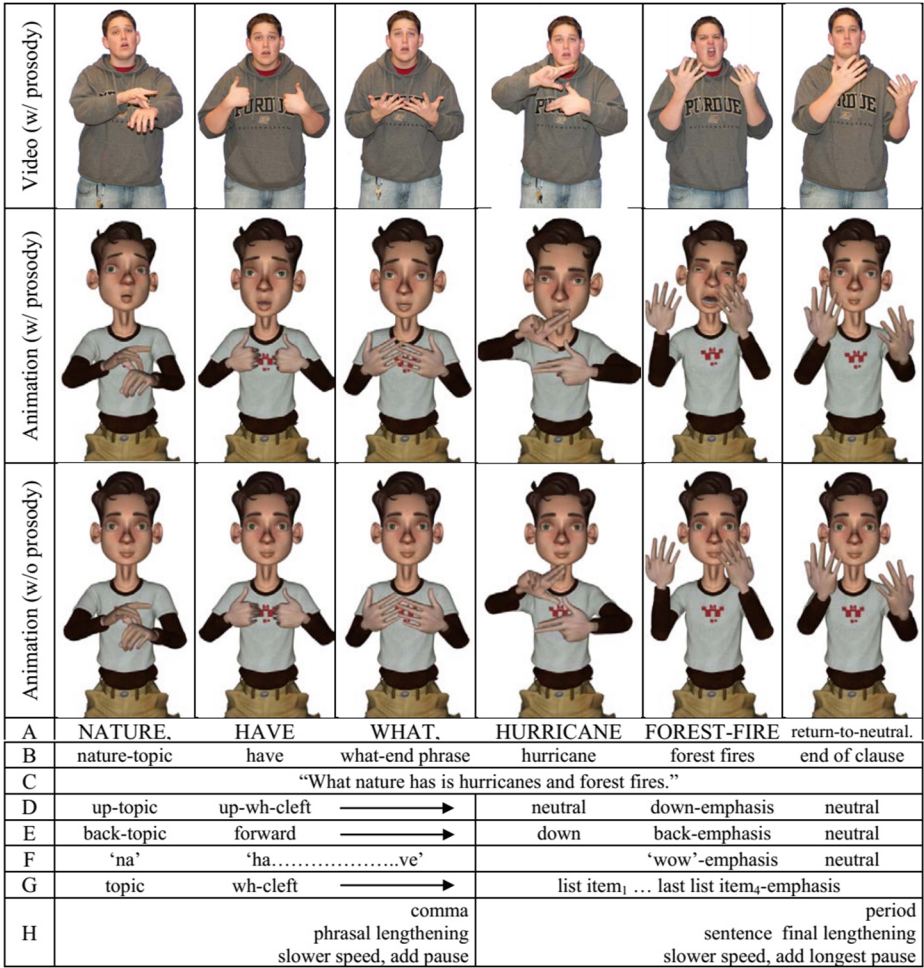 Video (w/ prosody)
PURDUE
PURDUE
PURDUE
PURDUE
PURDUE
Animation (w/ prosody)
Animation (w/o prosody)
A NATURE, HAVE WHAT, HURRICANE FOREST-FIRE return-to-neutral.
B nature-topic have what-end phrase hurricane forest fires end of clause
C “What nature has is hurricanes and forest fires.”
D up-topic up-wh-cleft neutral down-emphasis neutral
E back-topic forward down back-emphasis neutral
F ‘na’ ‘ha…………………..ve’ ‘wow’-emphasis neutral
G topic wh-cleft list item₁ … last list item₄-emphasis
H
comma
phrasal lengthening
slower speed, add pause
period
sentence final lengthening
slower speed, add longest pause